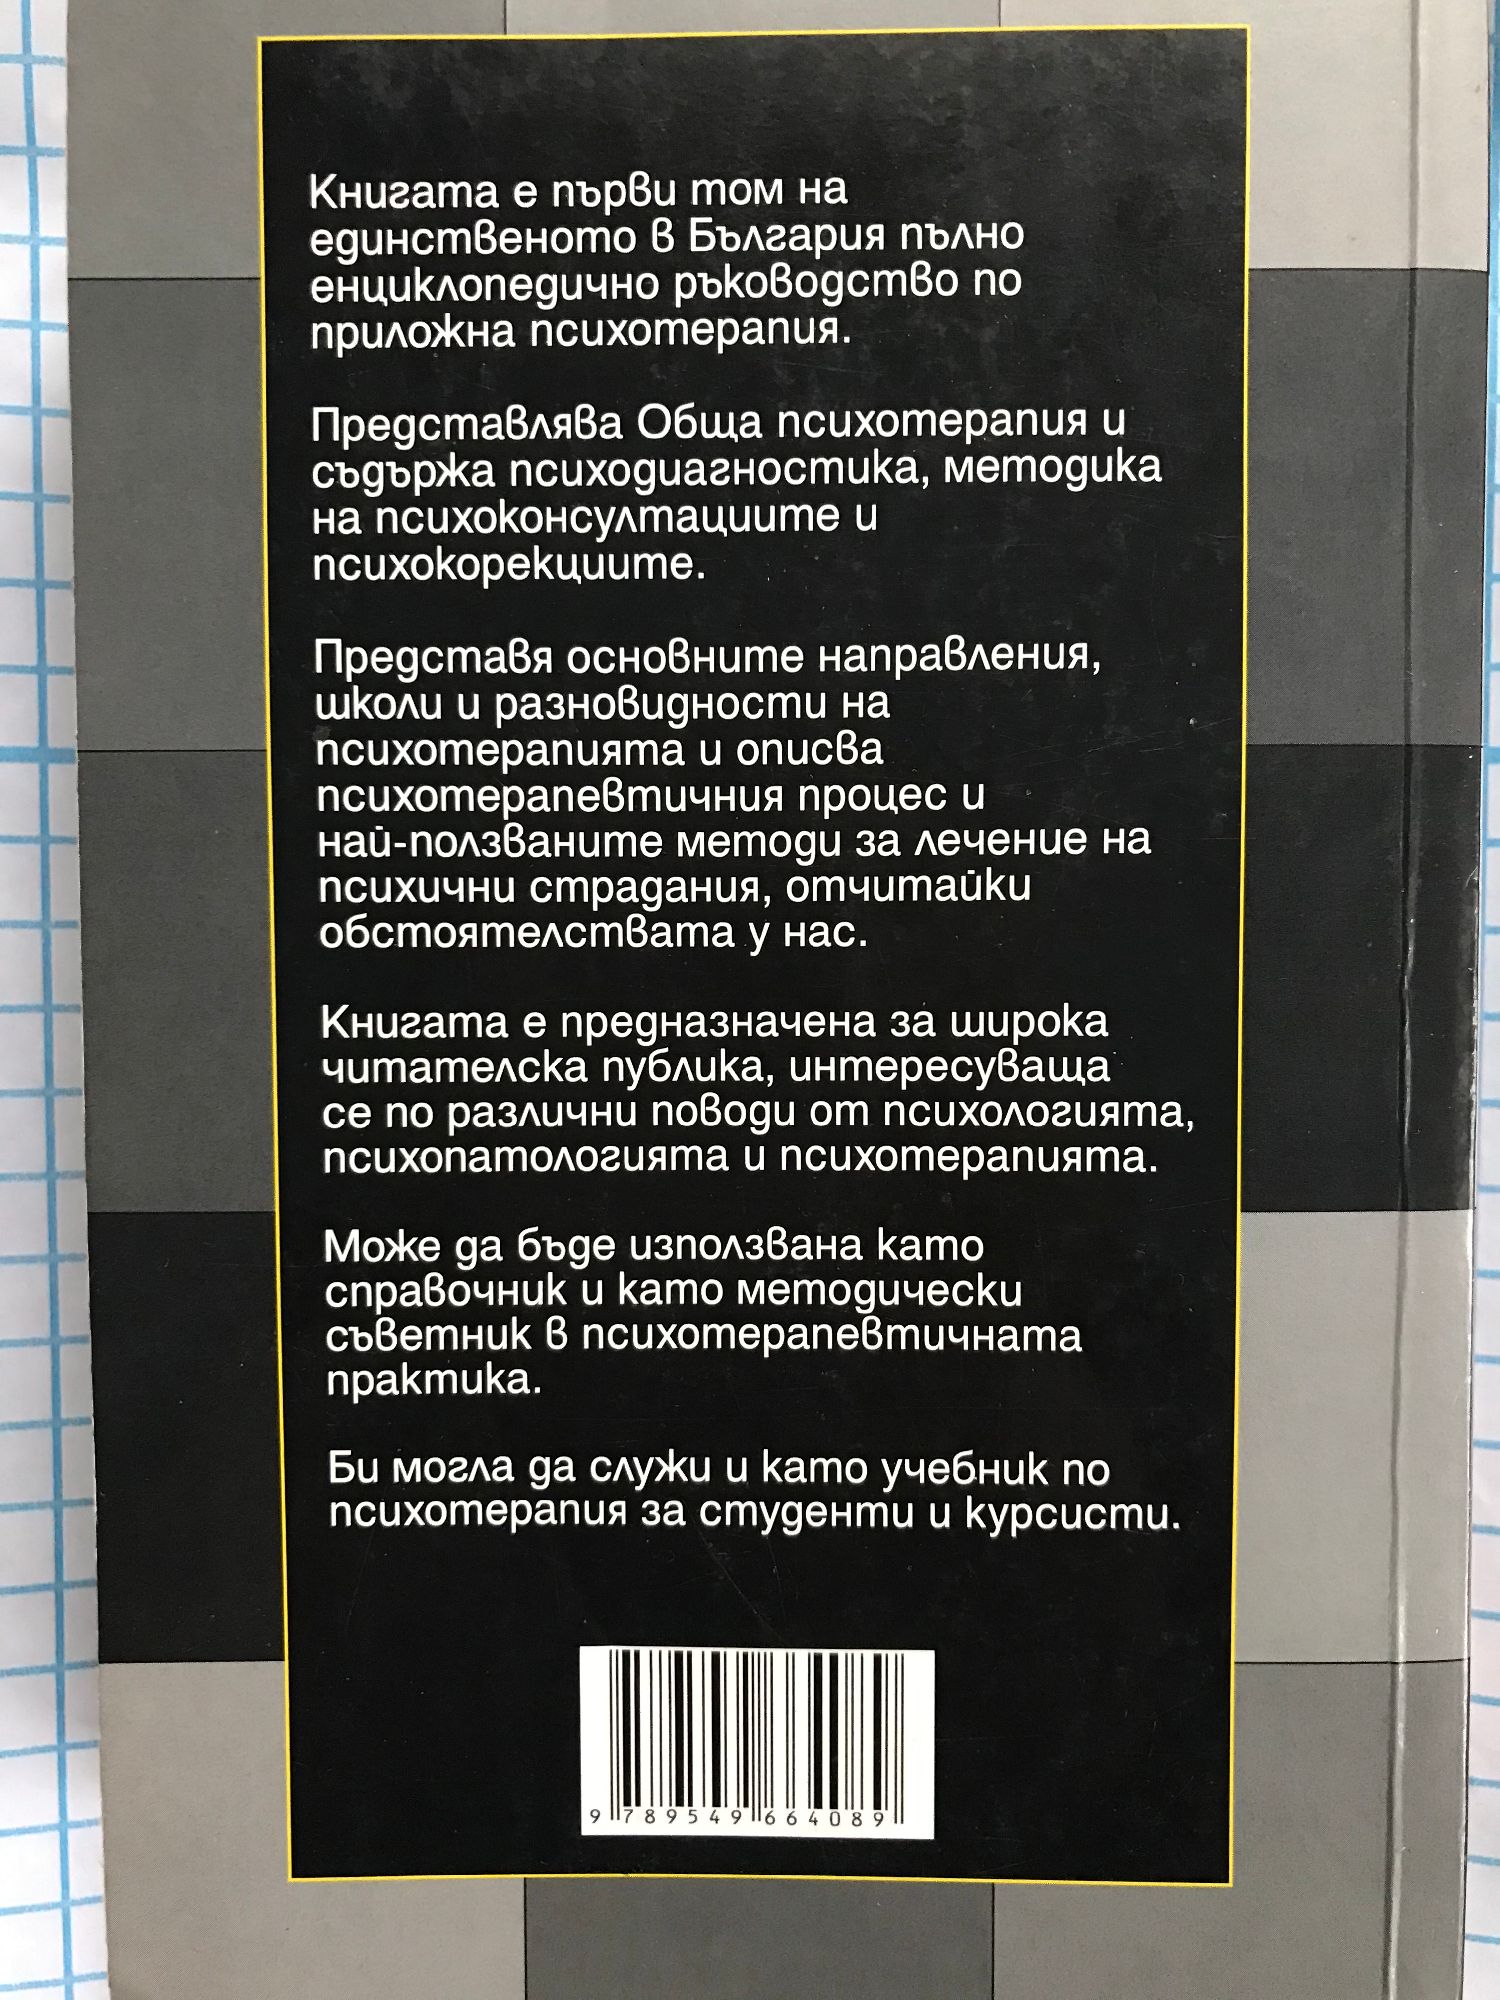 Книгата е първи том на
единственото в България пълно
енциклопедично ръководство по
приложна психотерапия.
Представлява Обща психотерапия и
съдържа психодиагностика, методика
на психоконсултациите и
психокорекциите.
Представя основните направления,
школи и разновидности на
психотерапията и описва
психотерапевтичния процес и
най-ползваните методи за лечение на
психични страдания, отчитайки
обстоятелствата у нас.
Книгата е предназначена за широка
читателска публика, интересуваща
се по различни поводи от психологията,
психопатологията и психотерапията.
Може да бъде използвана като
справочник и като методически
съветник в психотерапевтичната
практика.
Би могла да служи и като учебник по
психотерапия за студенти и курсисти.
9 789549 664089